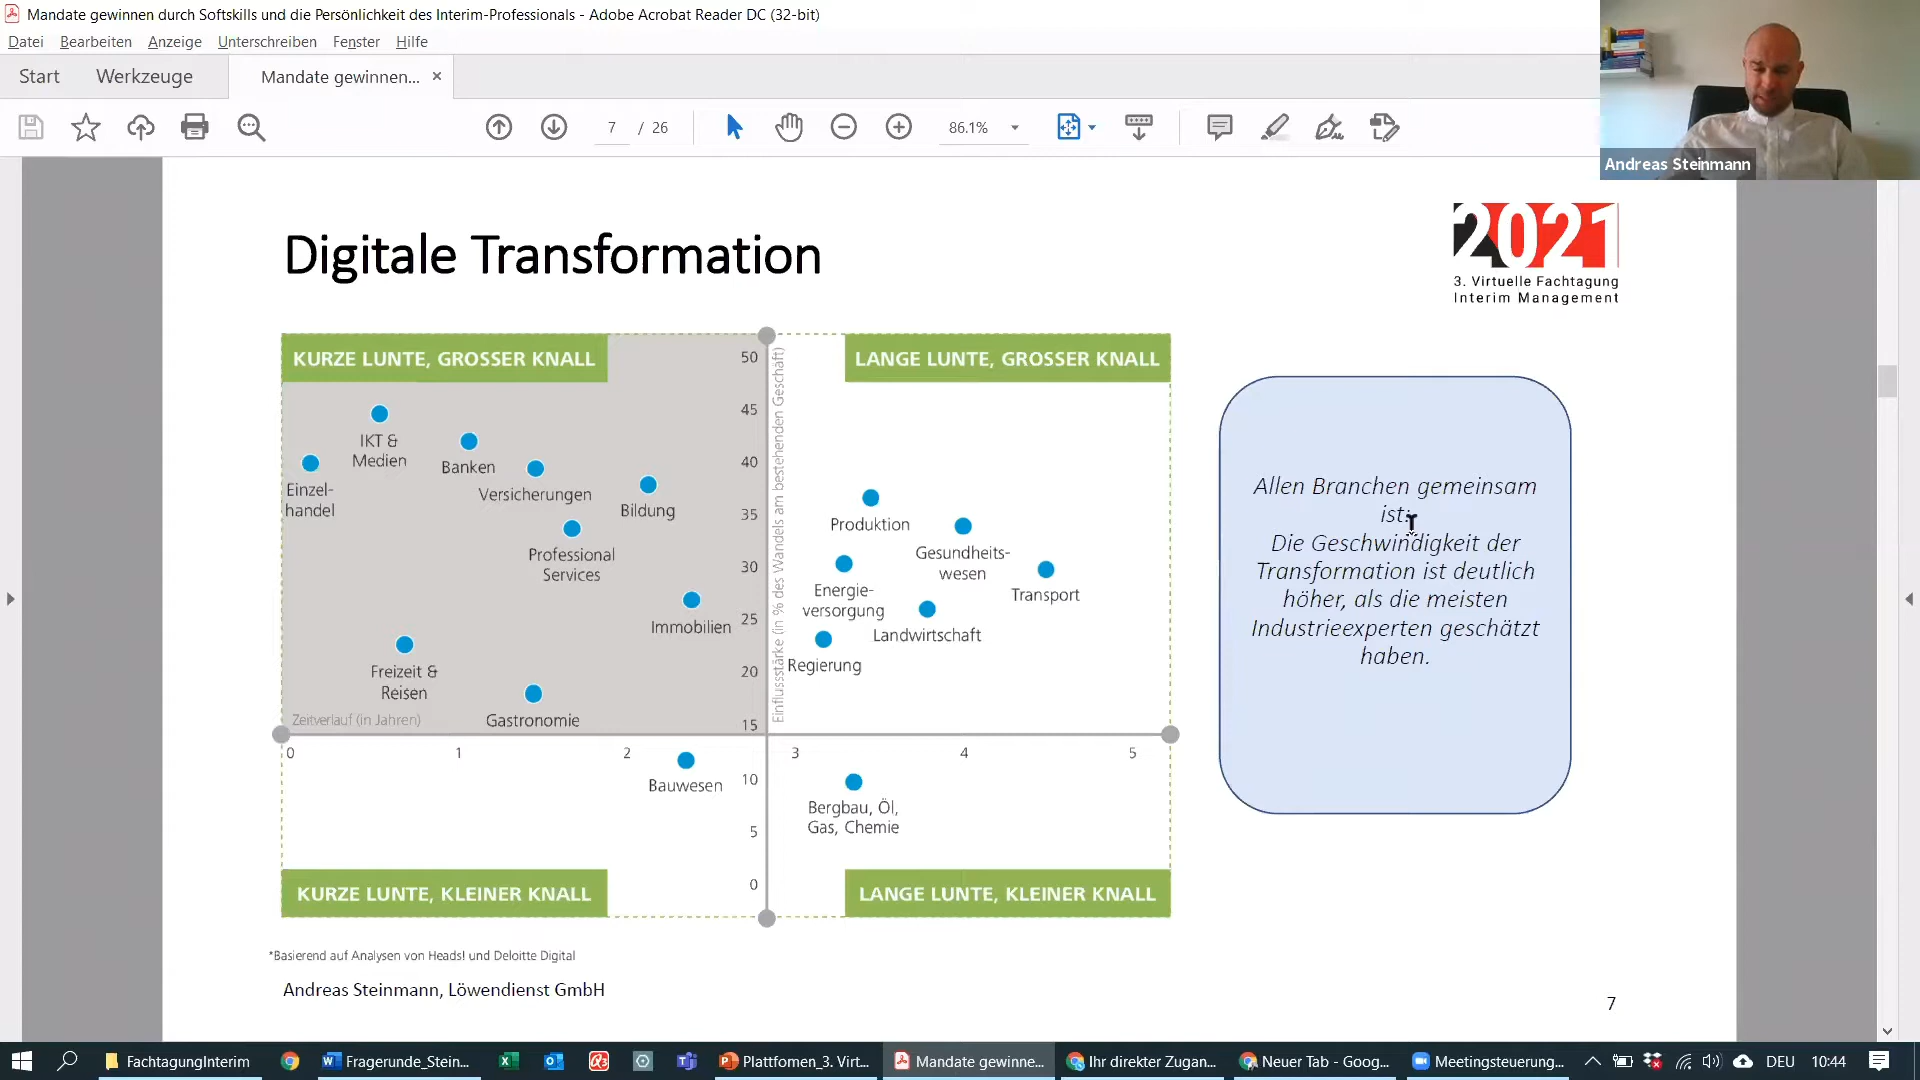 Mandate gewinnen durch Softskills und die Persönlichkeit des Interim-Professionals - Adobe Acrobat Reader DC (32-bit)
Datei Bearbeiten Anzeige Unterschreiben Fenster Hilfe
Start Werkzeuge Mandate gewinnen... ×
7 / 26 86.1%
Andreas Steinmann
Digitale Transformation
2021
3. Virtuelle Fachtagung
Interim Management
KURZE LUNTE, GROSSER KNALL
LANGE LUNTE, GROSSER KNALL
50
45
40
35
30
25
20
15
10
5
0
Einflussstärke (in % des Wandels am bestehenden Geschäft)
IKT &
Medien
Einzel-
handel
Banken
Versicherungen
Bildung
Professional
Services
Immobilien
Freizeit &
Reisen
Gastronomie
Zeitverlauf (in Jahren)
Produktion
Gesundheits-
wesen
Energie-
versorgung
Transport
Landwirtschaft
Regierung
0 1 2 3 4 5
Bauwesen
Bergbau, Öl,
Gas, Chemie
KURZE LUNTE, KLEINER KNALL
LANGE LUNTE, KLEINER KNALL
Allen Branchen gemeinsam
ist:
Die Geschwindigkeit der
Transformation ist deutlich
höher, als die meisten
Industrieexperten geschätzt
haben.
*Basierend auf Analysen von Heads! und Deloitte Digital
Andreas Steinmann, Löwendienst GmbH
7
FachtagungInterim Fragerunde_Stein... Plattfomen_3. Virt... Mandate gewinne... Ihr direkter Zugan... Neuer Tab - Goog... Meetingsteuerung... DEU 10:44